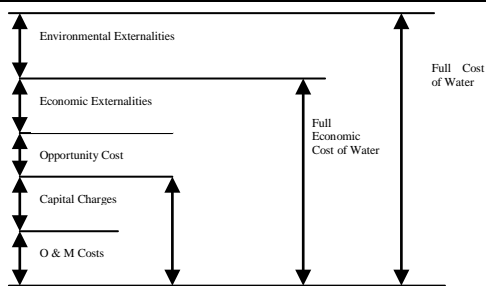 Environmental Externalities
Full Cost
of Water
Economic Externalities
Full
Economic
Cost of Water
Opportunity Cost
Capital Charges
O & M Costs